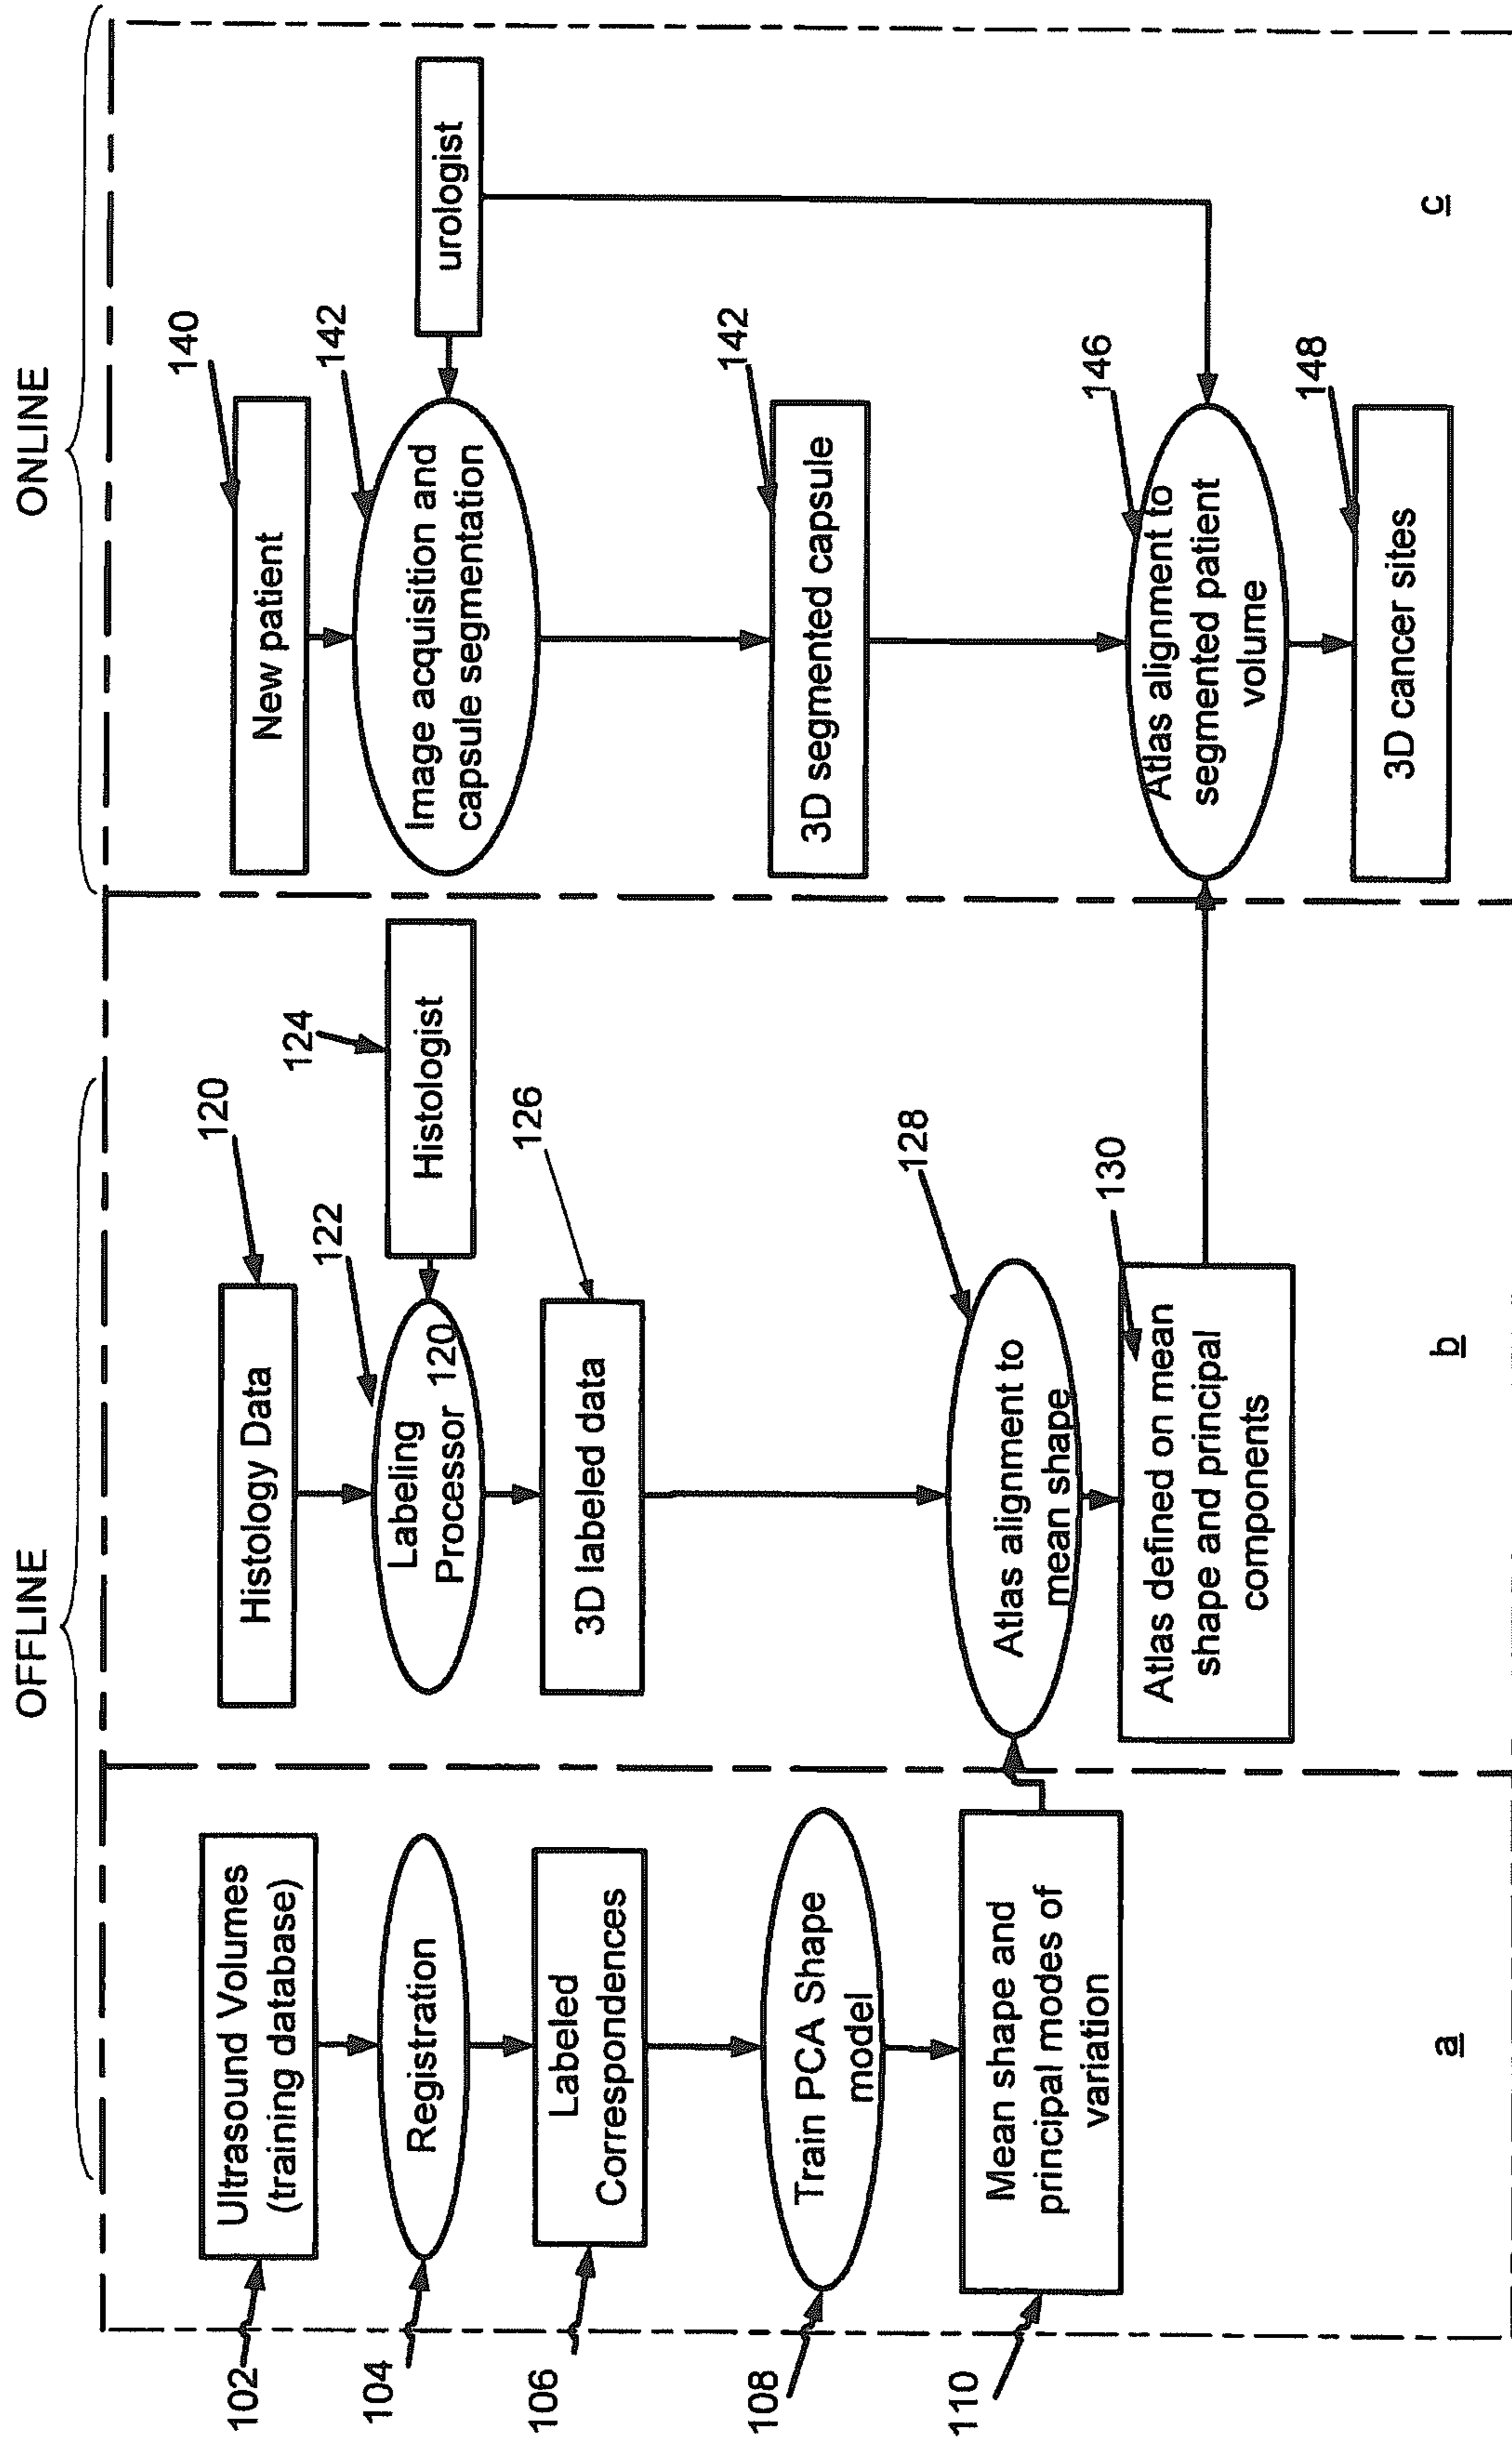 OFFLINE
ONLINE
102
Ultrasound Volumes
(training database)
104
Registration
106
Labeled
Correspondences
108
Train PCA Shape
model
110
Mean shape and
principal modes of
variation
a
120
Histology Data
122
Labeling
Processor 120
124
Histologist
126
3D labeled data
128
Atlas alignment to
mean shape
130
Atlas defined on mean
shape and principal
components
b
140
New patient
142
Image acquisition and
capsule segmentation
urologist
142
3D segmented capsule
146
Atlas alignment to
segmented patient
volume
148
3D cancer sites
c